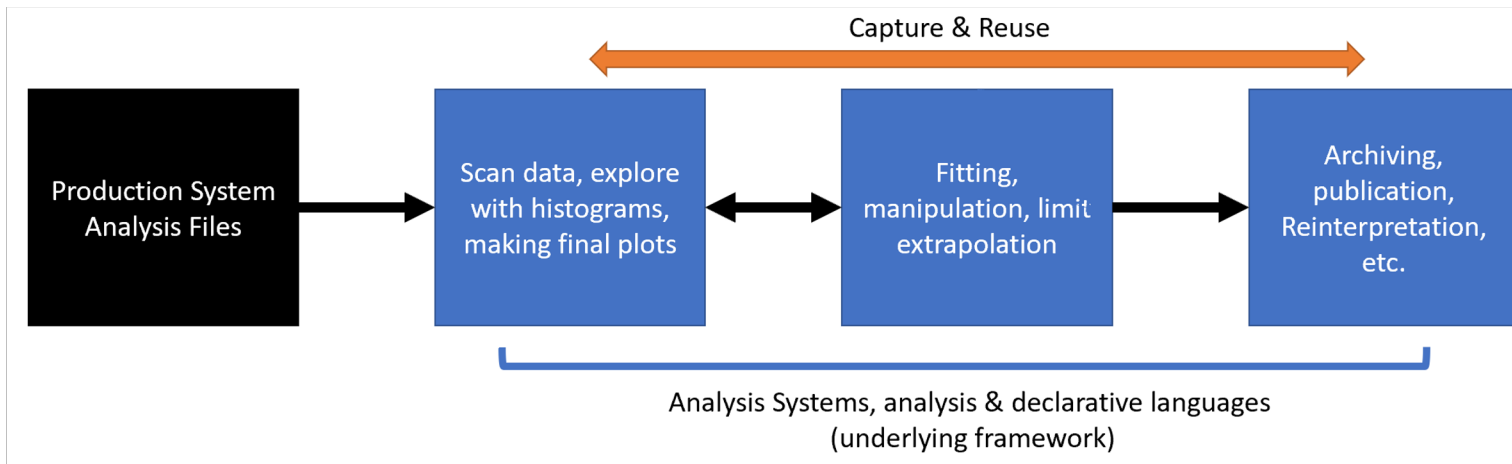 Capture & Reuse
Production System
Analysis Files
Scan data, explore
with histograms,
making final plots
Fitting,
manipulation, limit
extrapolation
Archiving,
publication,
Reinterpretation,
etc.
Analysis Systems, analysis & declarative languages
(underlying framework)